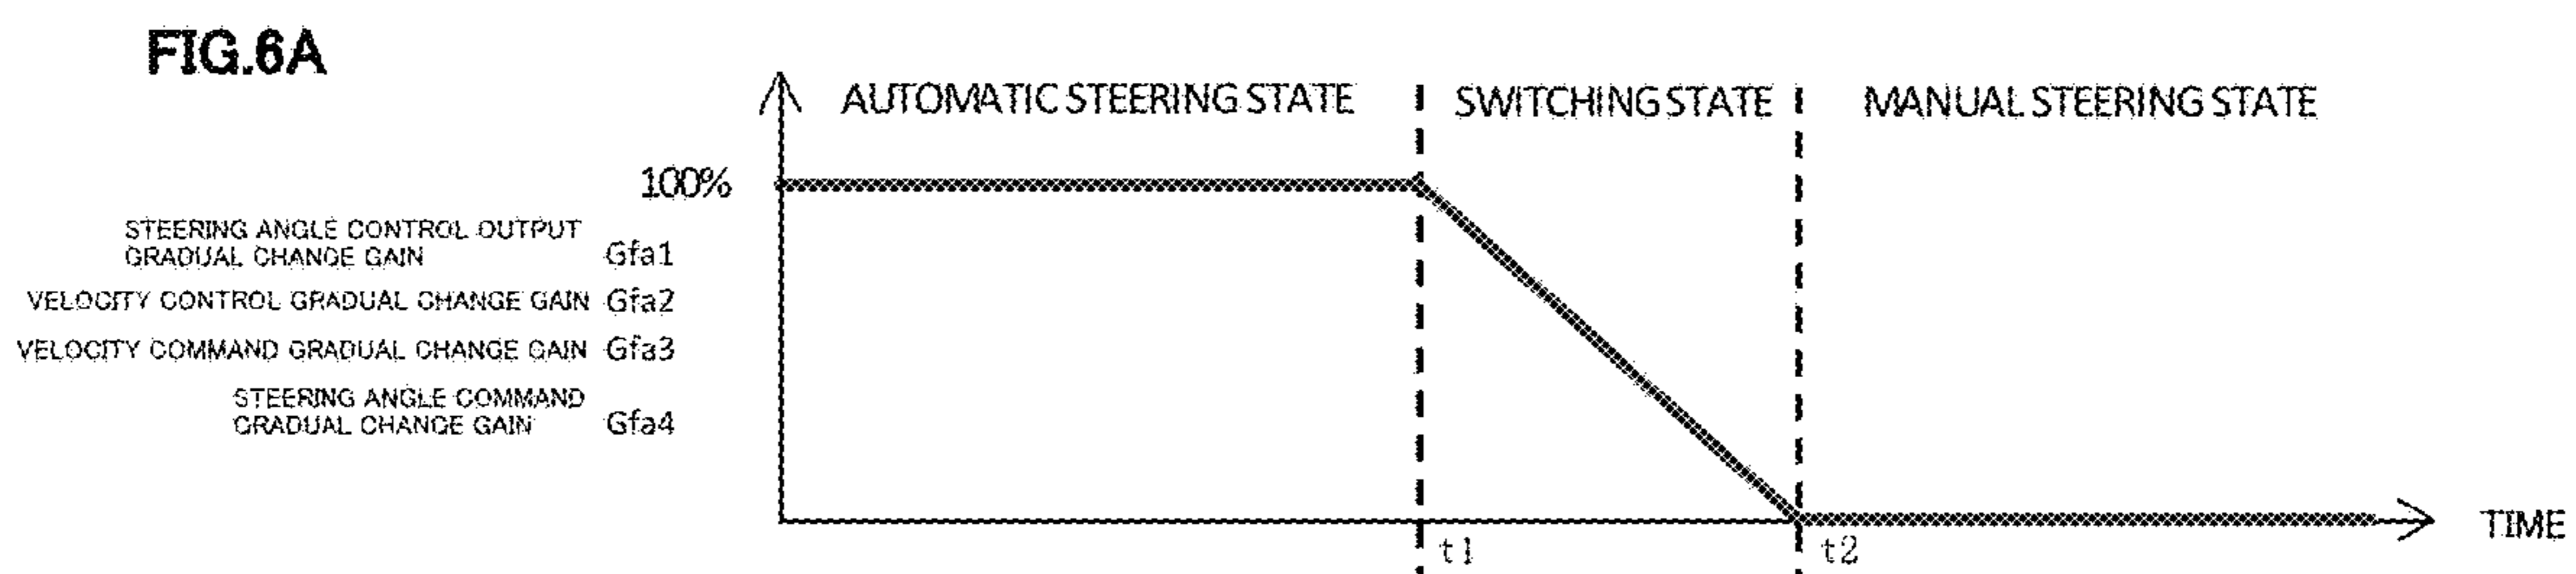 FIG.6A
AUTOMATIC STEERING STATE
SWITCHING STATE
MANUAL STEERING STATE
100%
STEERING ANGLE CONTROL OUTPUT
GRADUAL CHANGE GAIN Gfa1
VELOCITY CONTROL GRADUAL CHANGE GAIN Gfa2
VELOCITY COMMAND GRADUAL CHANGE GAIN Gfa3
STEERING ANGLE COMMAND
GRADUAL CHANGE GAIN Gfa4
TIME
t1
t2